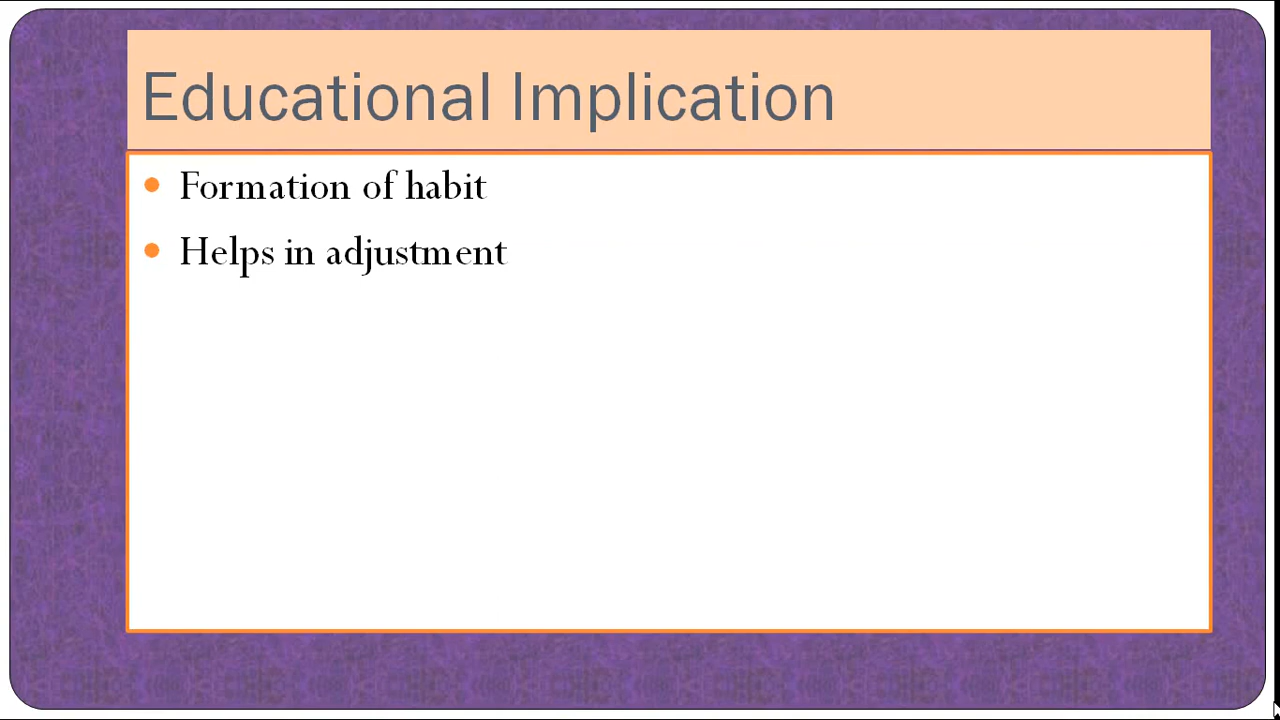 Educational Implication
Formation of habit
Helps in adjustment